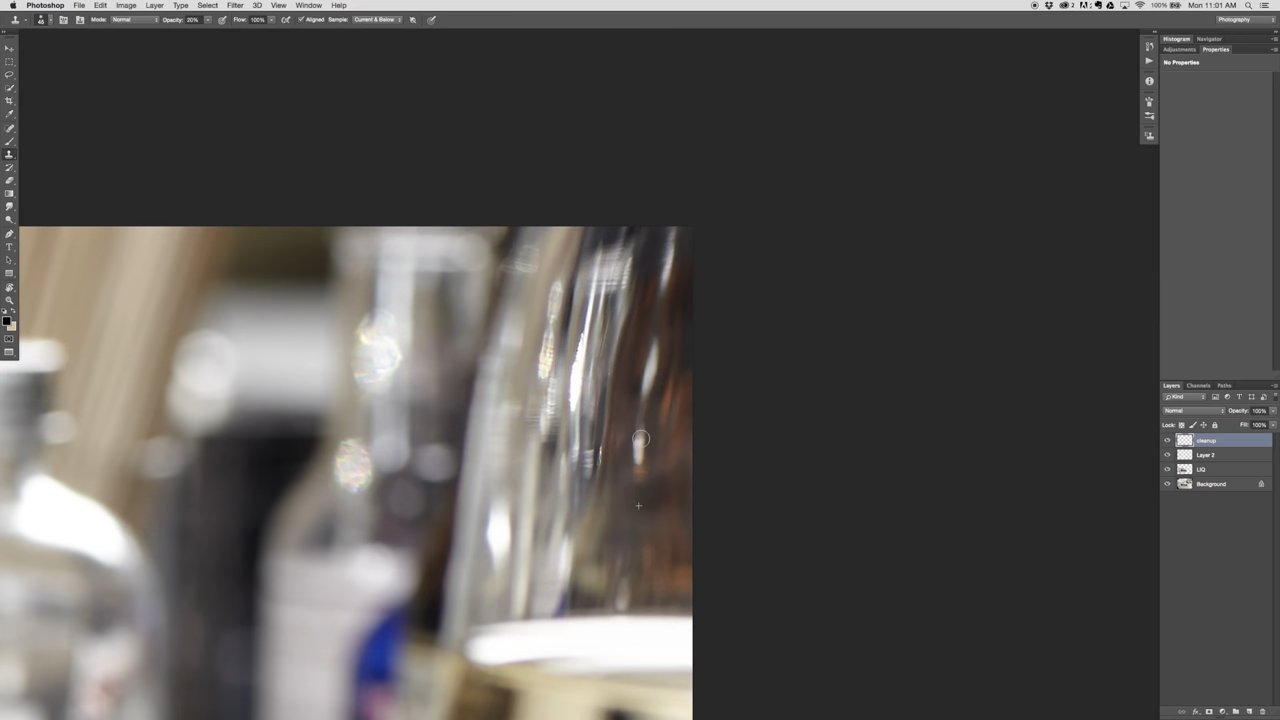 Photoshop File Edit Image Layer Type Select Filter 3D View Window Help 100% Mon 11:01 AM
45 Mode: Normal Opacity: 20% Flow: 100% Aligned Sample: Current & Below Photography
Histogram Navigator
Adjustments Properties
No Properties
Layers Channels Paths
Kind
Normal Opacity: 100%
Lock: Fill: 100%
cleanup
Layer 2
LIQ
Background